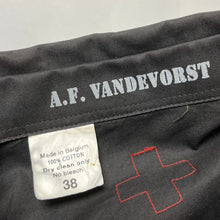 A.F. VANDEVORST
Made in Belgium
100% COTTON
Dry clean only
No bleach
38